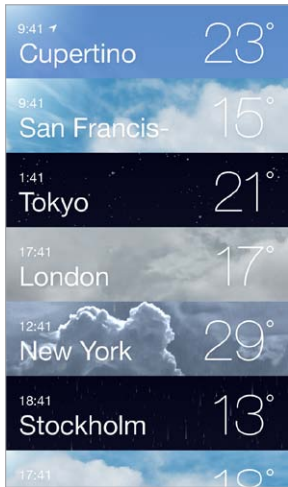 9:41
Cupertino 23°
9:41
San Francis- 15°
1:41
Tokyo 21°
17:41
London 17°
12:41
New York 29°
18:41
Stockholm 13°
17:41